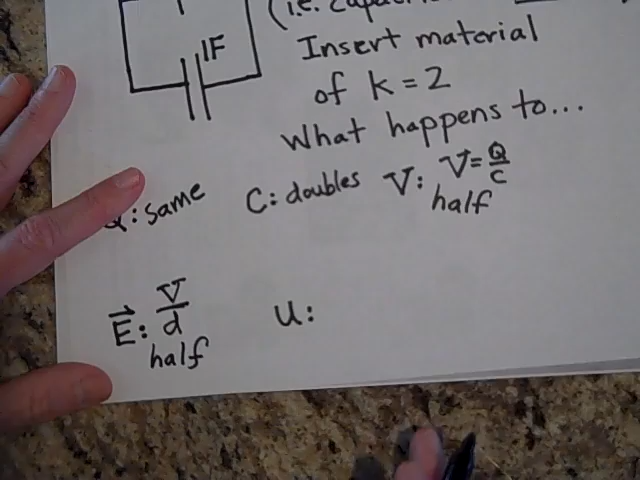 (i.e.
1F
Insert material
of k = 2
What happens to...
Q: same
C: doubles
V: V = Q/C
half
E⃗: V/d
half
U: